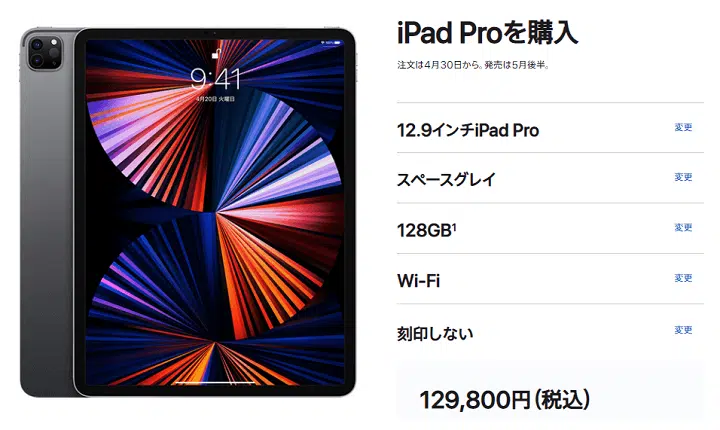 iPad Proを購入
注文は4月30日から。発売は5月後半。
9:41
4月20日 火曜日
12.9インチiPad Pro
変更
スペースグレイ
変更
128GB¹
変更
Wi-Fi
変更
刻印しない
変更
129,800円（税込）